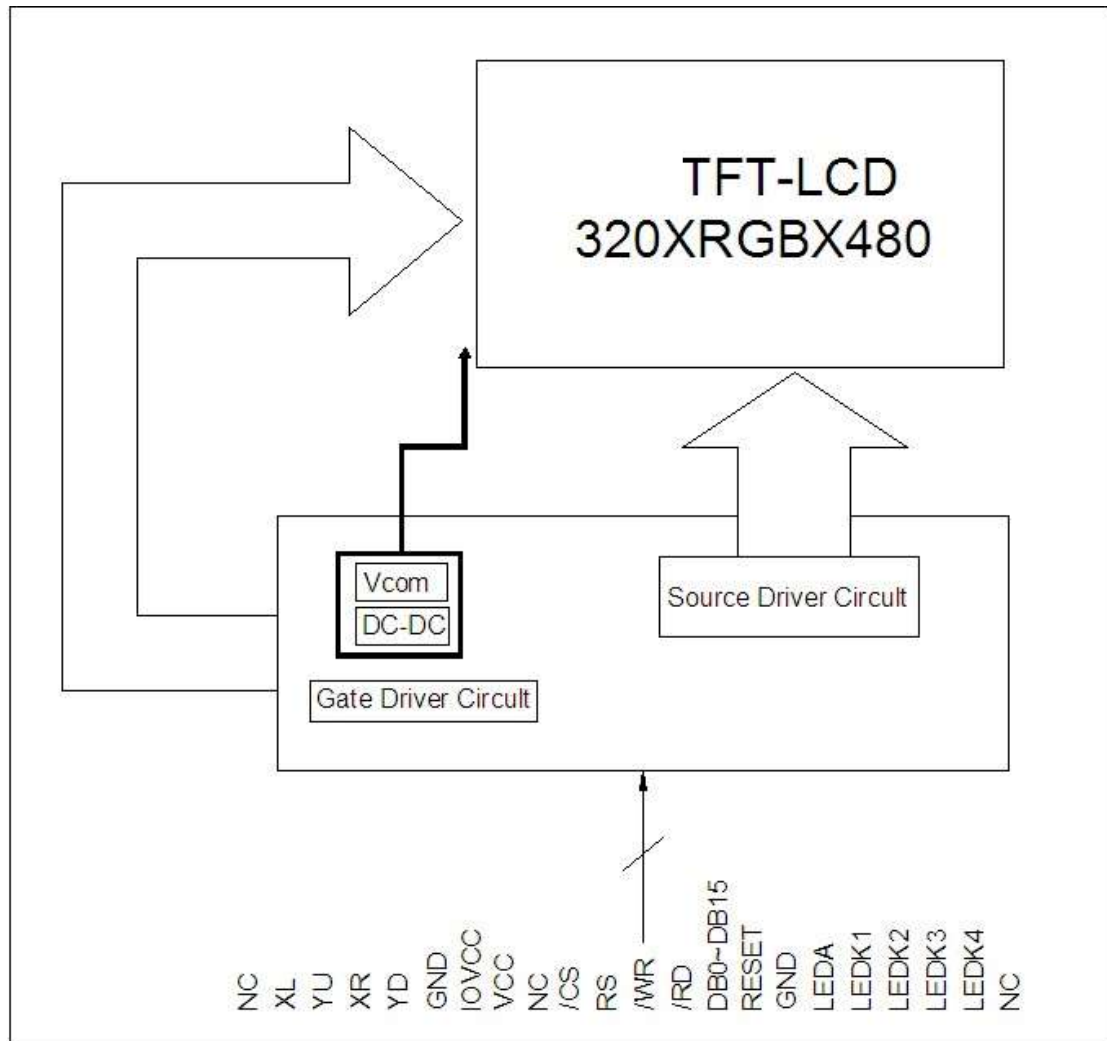 TFT-LCD
320XRGBX480
Vcom
DC-DC
Source Driver Circult
Gate Driver Circult
NC
XL
YU
XR
YD
GND
IOVCC
VCC
NC
/CS
RS
/WR
/RD
DB0~DB15
RESET
GND
LEDA
LEDK1
LEDK2
LEDK3
LEDK4
NC